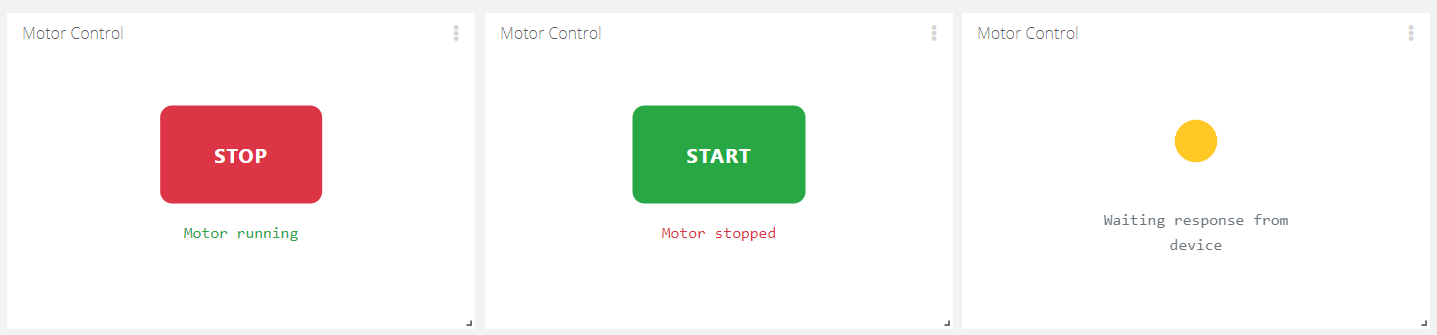 Motor Control
STOP
Motor running
Motor Control
START
Motor stopped
Motor Control
Waiting response from
device